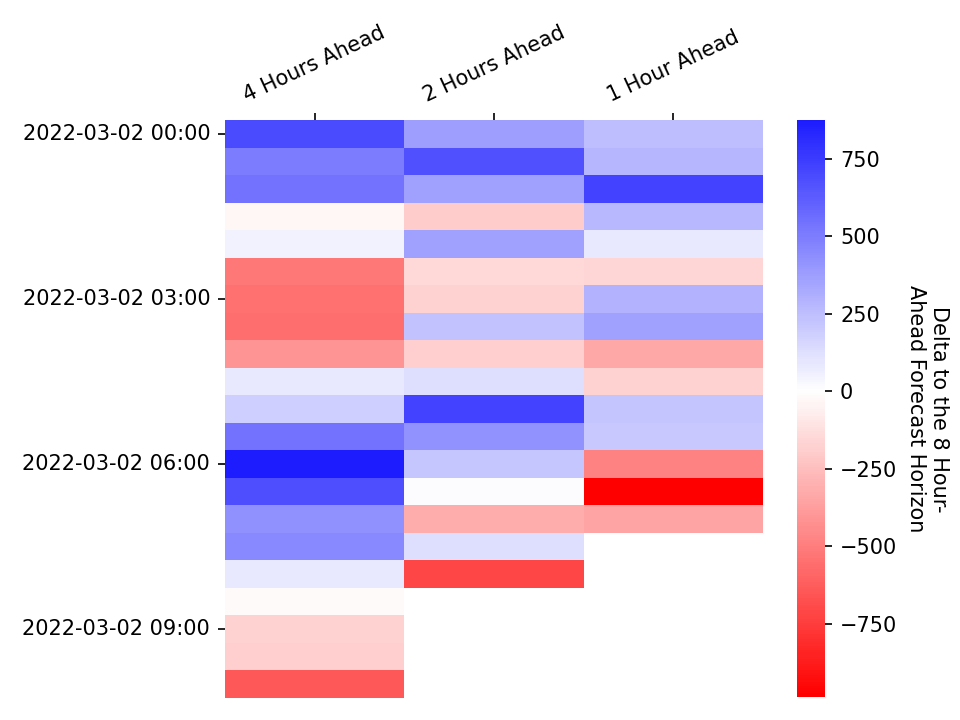 4 Hours Ahead
2 Hours Ahead
1 Hour Ahead
2022-03-02 00:00
2022-03-02 03:00
2022-03-02 06:00
2022-03-02 09:00
750
500
250
0
−250
−500
−750
Delta to the 8 Hour-
Ahead Forecast Horizon